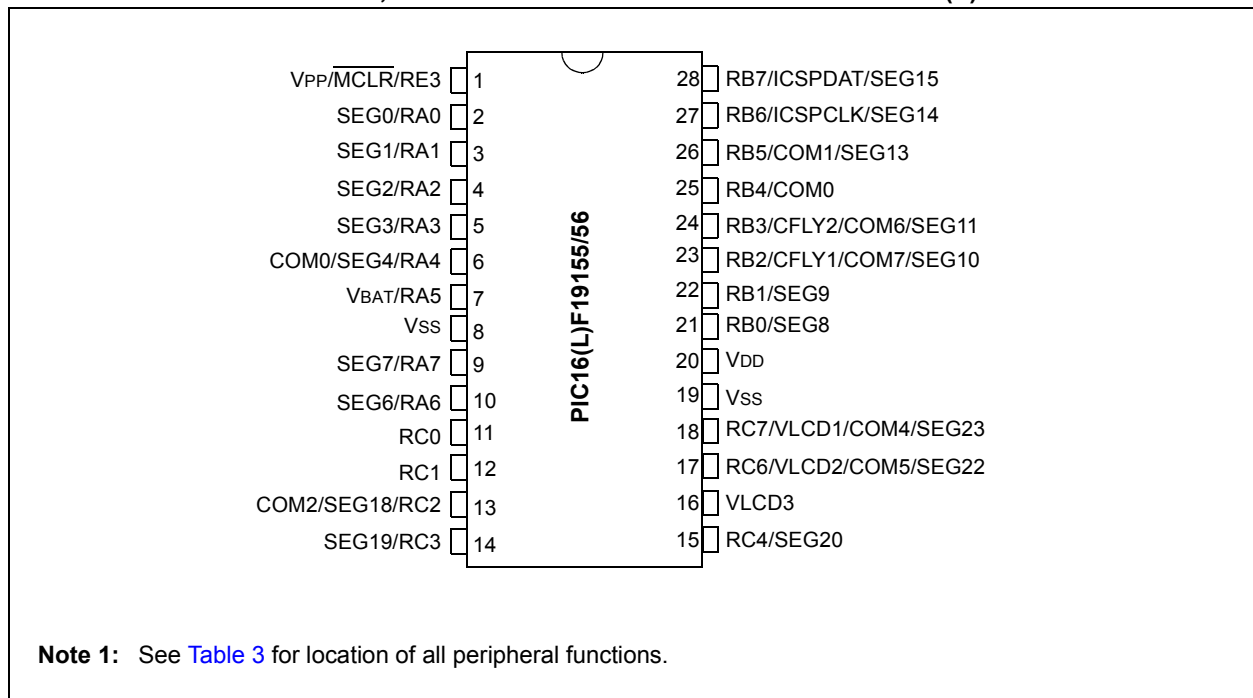 VPP/MCLR/RE3 1
SEG0/RA0 2
SEG1/RA1 3
SEG2/RA2 4
SEG3/RA3 5
COM0/SEG4/RA4 6
VBAT/RA5 7
VSS 8
SEG7/RA7 9
SEG6/RA6 10
RC0 11
RC1 12
COM2/SEG18/RC2 13
SEG19/RC3 14
PIC16(L)F19155/56
28 RB7/ICSPDAT/SEG15
27 RB6/ICSPCLK/SEG14
26 RB5/COM1/SEG13
25 RB4/COM0
24 RB3/CFLY2/COM6/SEG11
23 RB2/CFLY1/COM7/SEG10
22 RB1/SEG9
21 RB0/SEG8
20 VDD
19 VSS
18 RC7/VLCD1/COM4/SEG23
17 RC6/VLCD2/COM5/SEG22
16 VLCD3
15 RC4/SEG20
Note 1: See Table 3 for location of all peripheral functions.